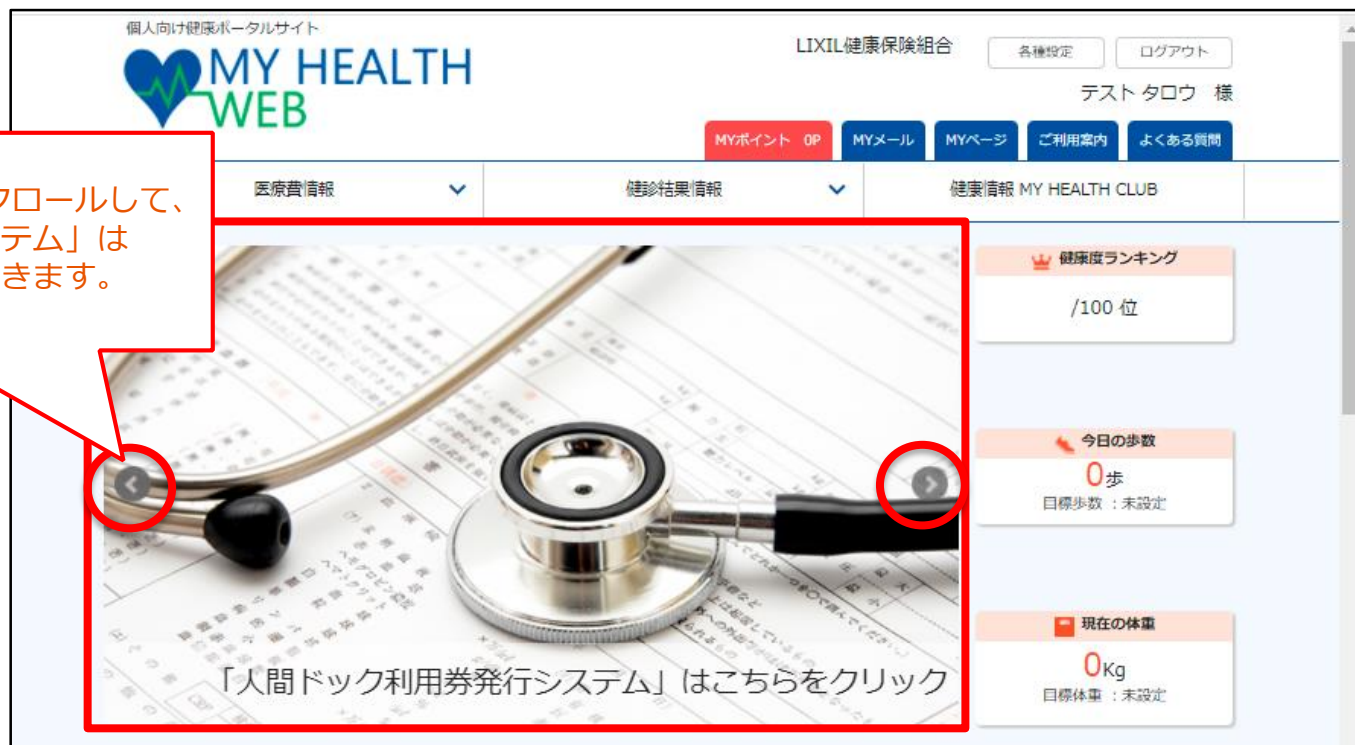 個人向け健康ポータルサイト
MY HEALTH
WEB
LIXIL健康保険組合
各種設定
ログアウト
テスト タロウ 様
MYポイント 0P
MYメール
MYページ
ご利用案内
よくある質問
医療費情報
健診結果情報
健康情報 MY HEALTH CLUB
クロールして、
テム」は
きます。
「人間ドック利用券発行システム」はこちらをクリック
健康度ランキング
/100 位
今日の歩数
0歩
目標歩数 : 未設定
現在の体重
0Kg
目標体重 : 未設定